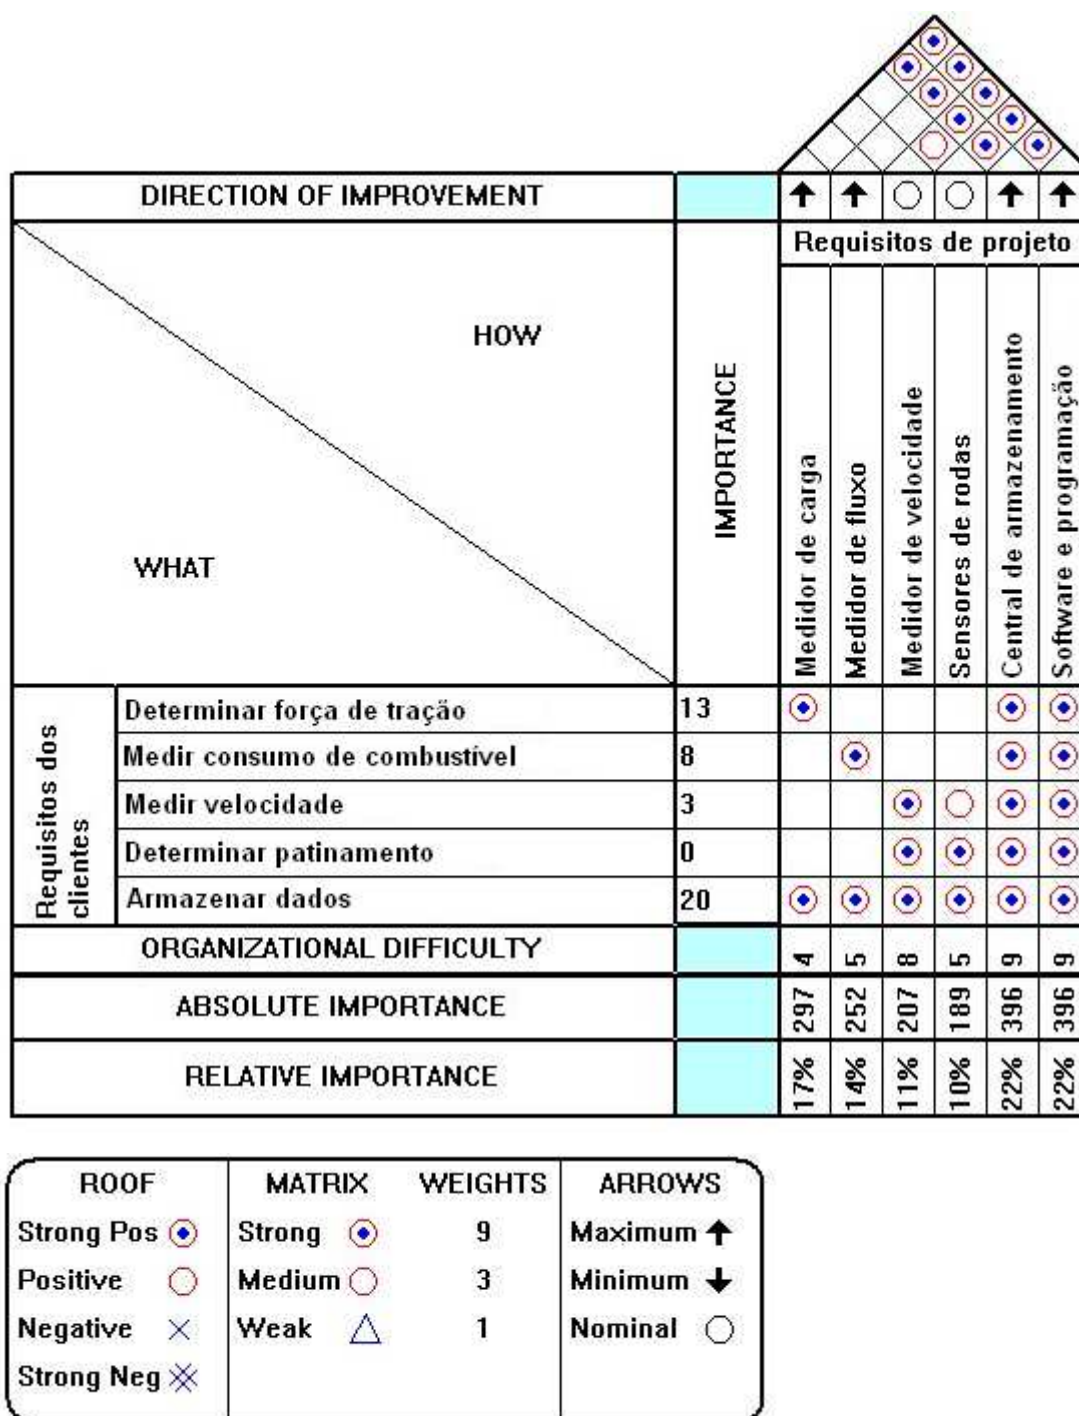 DIRECTION OF IMPROVEMENT
Requisitos de projeto
HOW
WHAT
IMPORTANCE
Medidor de carga
Medidor de fluxo
Medidor de velocidade
Sensores de rodas
Central de armazenamento
Software e programação
Requisitos dos
clientes
Determinar força de tração 13
Medir consumo de combustível 8
Medir velocidade 3
Determinar patinamento 0
Armazenar dados 20
ORGANIZATIONAL DIFFICULTY 4 5 8 5 9 9
ABSOLUTE IMPORTANCE 297 252 207 189 396 396
RELATIVE IMPORTANCE 17% 14% 11% 10% 22% 22%
ROOF MATRIX WEIGHTS ARROWS
Strong Pos Strong 9 Maximum
Positive Medium 3 Minimum
Negative Weak 1 Nominal
Strong Neg